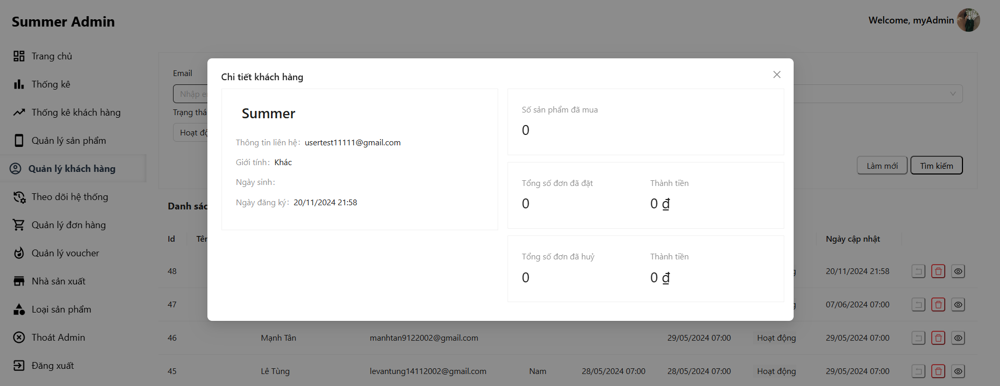 Summer Admin
Welcome, myAdmin
Trang chủ
Thống kê
Thống kê khách hàng
Quản lý sản phẩm
Quản lý khách hàng
Theo dõi hệ thống
Quản lý đơn hàng
Quản lý voucher
Nhà sản xuất
Loại sản phẩm
Thoát Admin
Đăng xuất
Email
Nhập
Trạng
Hoạt
Làm mới
Tìm kiếm
Chi tiết khách hàng
Summer
Thông tin liên hệ: usertest11111@gmail.com
Giới tính: Khác
Ngày sinh:
Ngày đăng ký: 20/11/2024 21:58
Số sản phẩm đã mua
0
Tổng số đơn đã đặt Thành tiền
0 0 ₫
Tổng số đơn đã huỷ Thành tiền
0 0 ₫
Danh
Id Ngày cập nhật
48 20/11/2024 21:58
47 07/06/2024 07:00
46 Mạnh Tân manhtan9122002@gmail.com 29/05/2024 07:00 Hoạt động 29/05/2024 07:00
45 Lê Tùng levantung14112002@gmail.com Nam 28/05/2024 07:00 28/05/2024 07:00 Hoạt động 29/05/2024 07:00